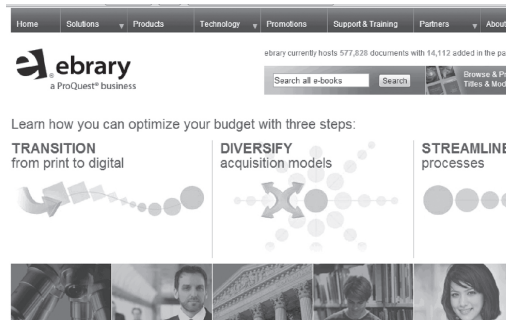 Home Solutions Products Technology Promotions Support & Training Partners About
ebrary currently hosts 577,828 documents with 14,112 added in the pa
ebrary
a ProQuest® business
Search all e-books Search
Browse & Pr
Titles & Mod
Learn how you can optimize your budget with three steps:
TRANSITION
from print to digital
DIVERSIFY
acquisition models
STREAMLINE
processes